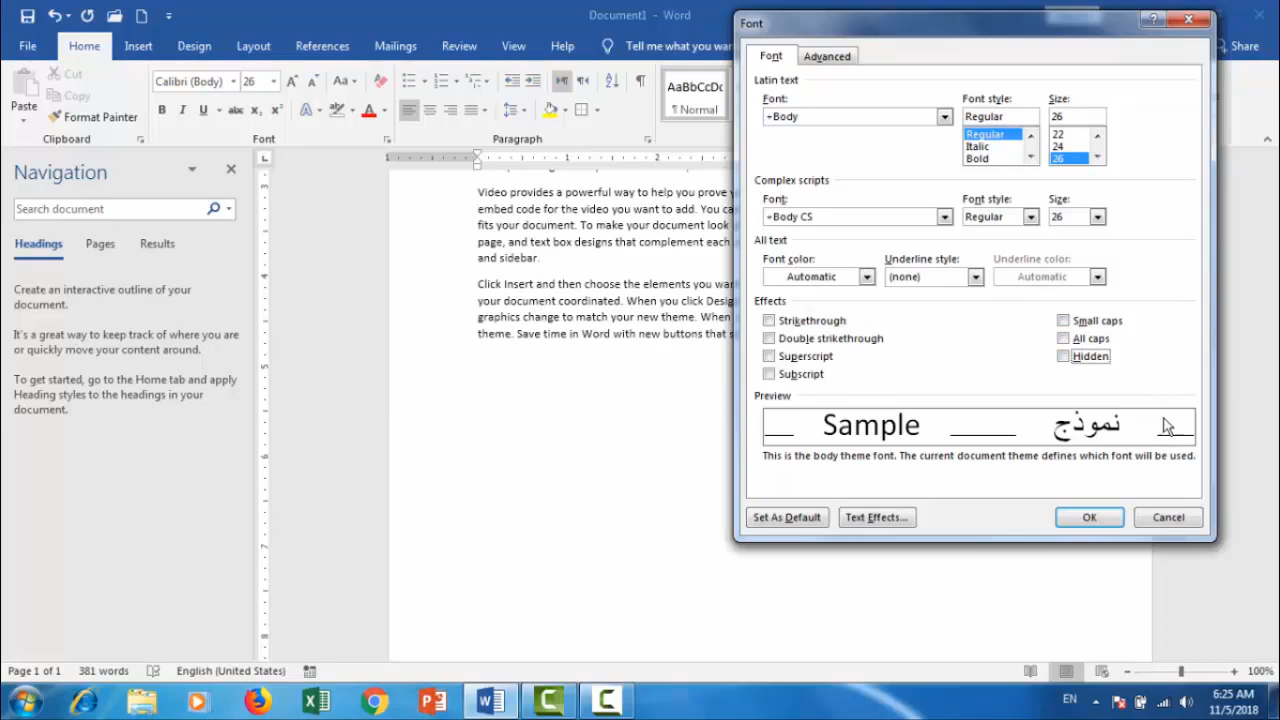 Document1 - Word
Font
File Home Insert Design Layout References Mailings Review View Help Tell me what you wa
Share
Paste
Cut
Copy
Format Painter
Clipboard
Calibri (Body) 26
Font
Paragraph
AaBbCcDc
¶ Normal
Navigation
Search document
Headings Pages Results
Create an interactive outline of your
document.
It's a great way to keep track of where you are
or quickly move your content around.
To get started, go to the Home tab and apply
Heading styles to the headings in your
document.
Video provides a powerful way to help you prove
embed code for the video you want to add. You ca
fits your document. To make your document look
page, and text box designs that complement each
and sidebar.
Click Insert and then choose the elements you wa
your document coordinated. When you click Desig
graphics change to match your new theme. When
theme. Save time in Word with new buttons that s
Font Advanced
Latin text
Font: Font style: Size:
+Body Regular 26
Regular 22
Italic 24
Bold 26
Complex scripts
Font: Font style: Size:
+Body CS Regular 26
All text
Font color: Underline style: Underline color:
Automatic (none) Automatic
Effects
Strikethrough Small caps
Double strikethrough All caps
Superscript Hidden
Subscript
Preview
Sample نموذج
This is the body theme font. The current document theme defines which font will be used.
Set As Default Text Effects... OK Cancel
Page 1 of 1 381 words English (United States) 100%
EN 6:25 AM
11/5/2018